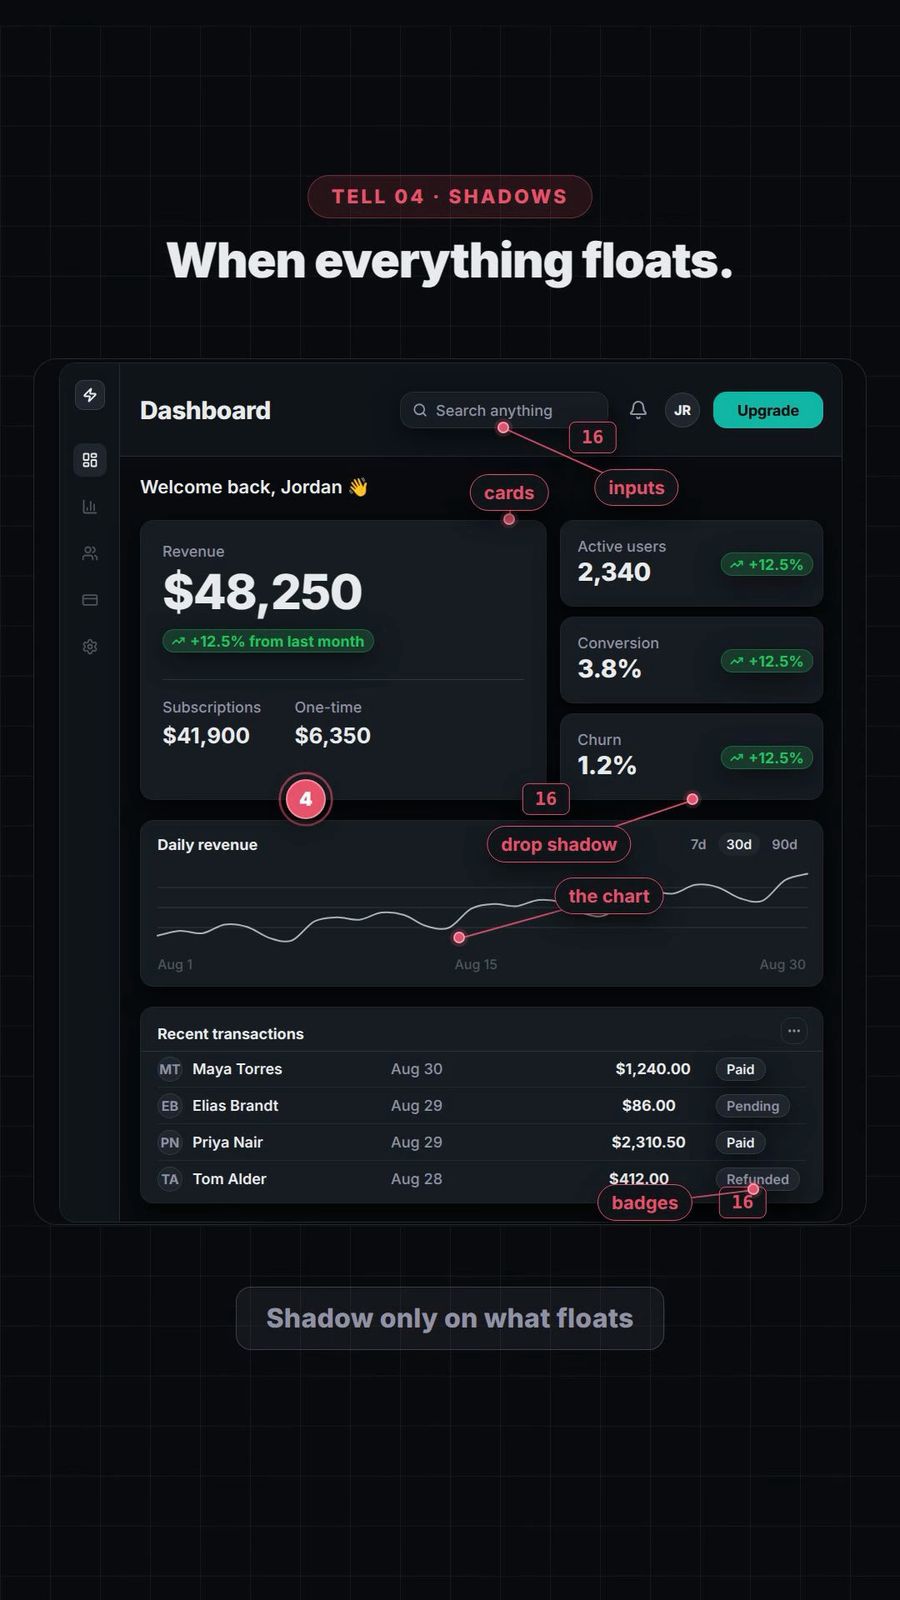 TELL 04 · SHADOWS
When everything floats.
Dashboard
Search anything
JR
Upgrade
16
inputs
Welcome back, Jordan 👋
cards
Revenue
$48,250
+12.5% from last month
Subscriptions
One-time
$41,900
$6,350
Active users
2,340
+12.5%
Conversion
3.8%
+12.5%
Churn
1.2%
+12.5%
4
16
drop shadow
Daily revenue
7d
30d
90d
the chart
Aug 1
Aug 15
Aug 30
Recent transactions
MT Maya Torres Aug 30 $1,240.00 Paid
EB Elias Brandt Aug 29 $86.00 Pending
PN Priya Nair Aug 29 $2,310.50 Paid
TA Tom Alder Aug 28 $412.00 Refunded
badges
16
Shadow only on what floats